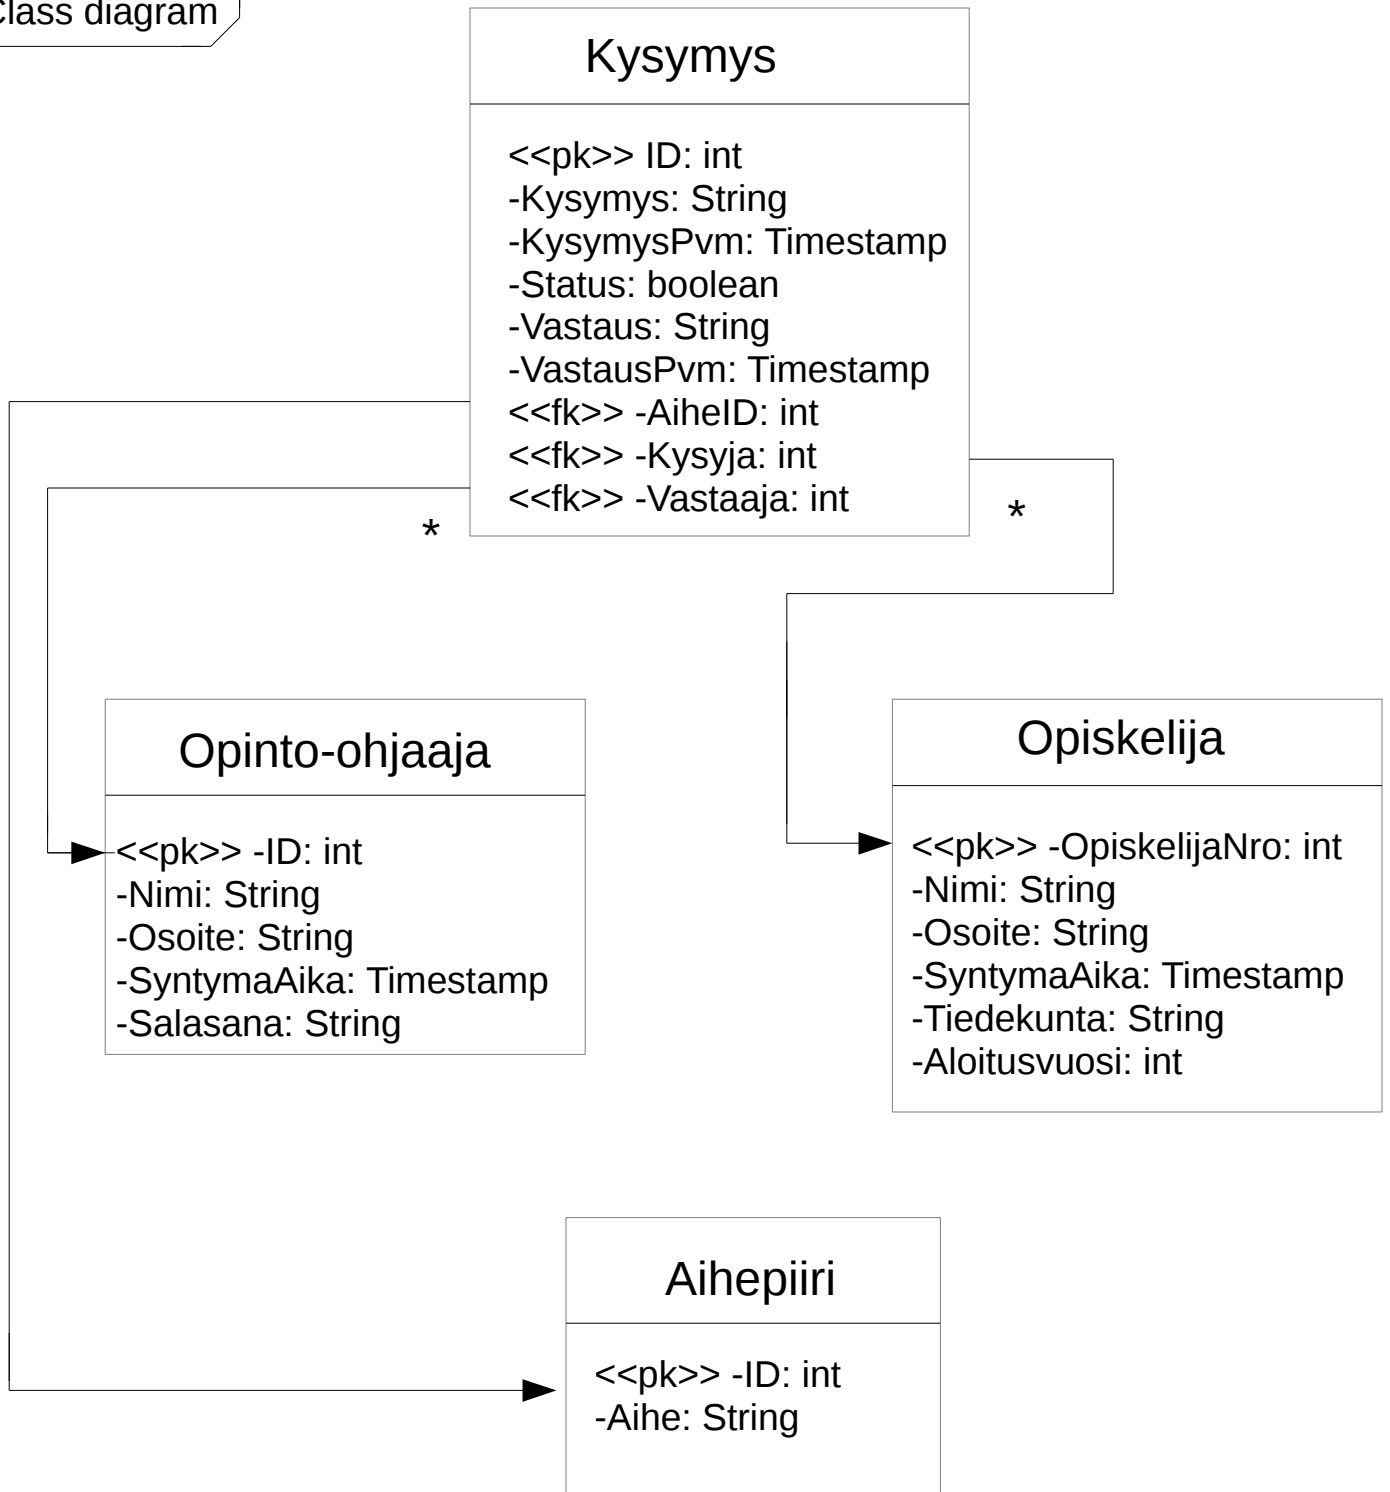 Class diagram
Kysymys
<<pk>> ID: int
-Kysymys: String
-KysymysPvm: Timestamp
-Status: boolean
-Vastaus: String
-VastausPvm: Timestamp
<<fk>> -AiheID: int
<<fk>> -Kysyja: int
<<fk>> -Vastaaja: int
*
*
Opinto-ohjaaja
<<pk>> -ID: int
-Nimi: String
-Osoite: String
-SyntymaAika: Timestamp
-Salasana: String
Opiskelija
<<pk>> -OpiskelijaNro: int
-Nimi: String
-Osoite: String
-SyntymaAika: Timestamp
-Tiedekunta: String
-Aloitusvuosi: int
Aihepiiri
<<pk>> -ID: int
-Aihe: String